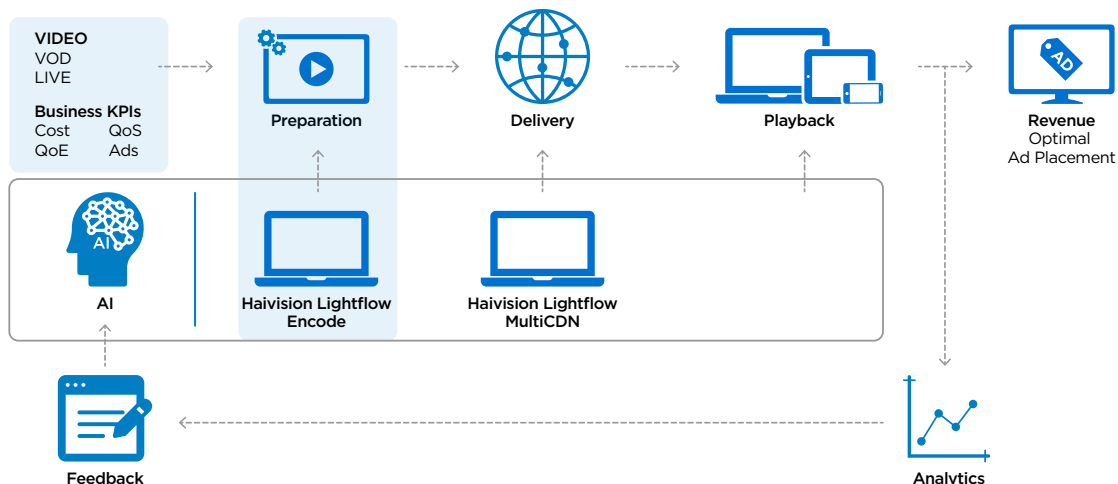 VIDEO
VOD
LIVE
Business KPIs
Cost QoS
QoE Ads
Preparation
Delivery
Playback
AD
Revenue
Optimal
Ad Placement
AI
AI
Haivision Lightflow
Encode
Haivision Lightflow
MultiCDN
Feedback
Analytics